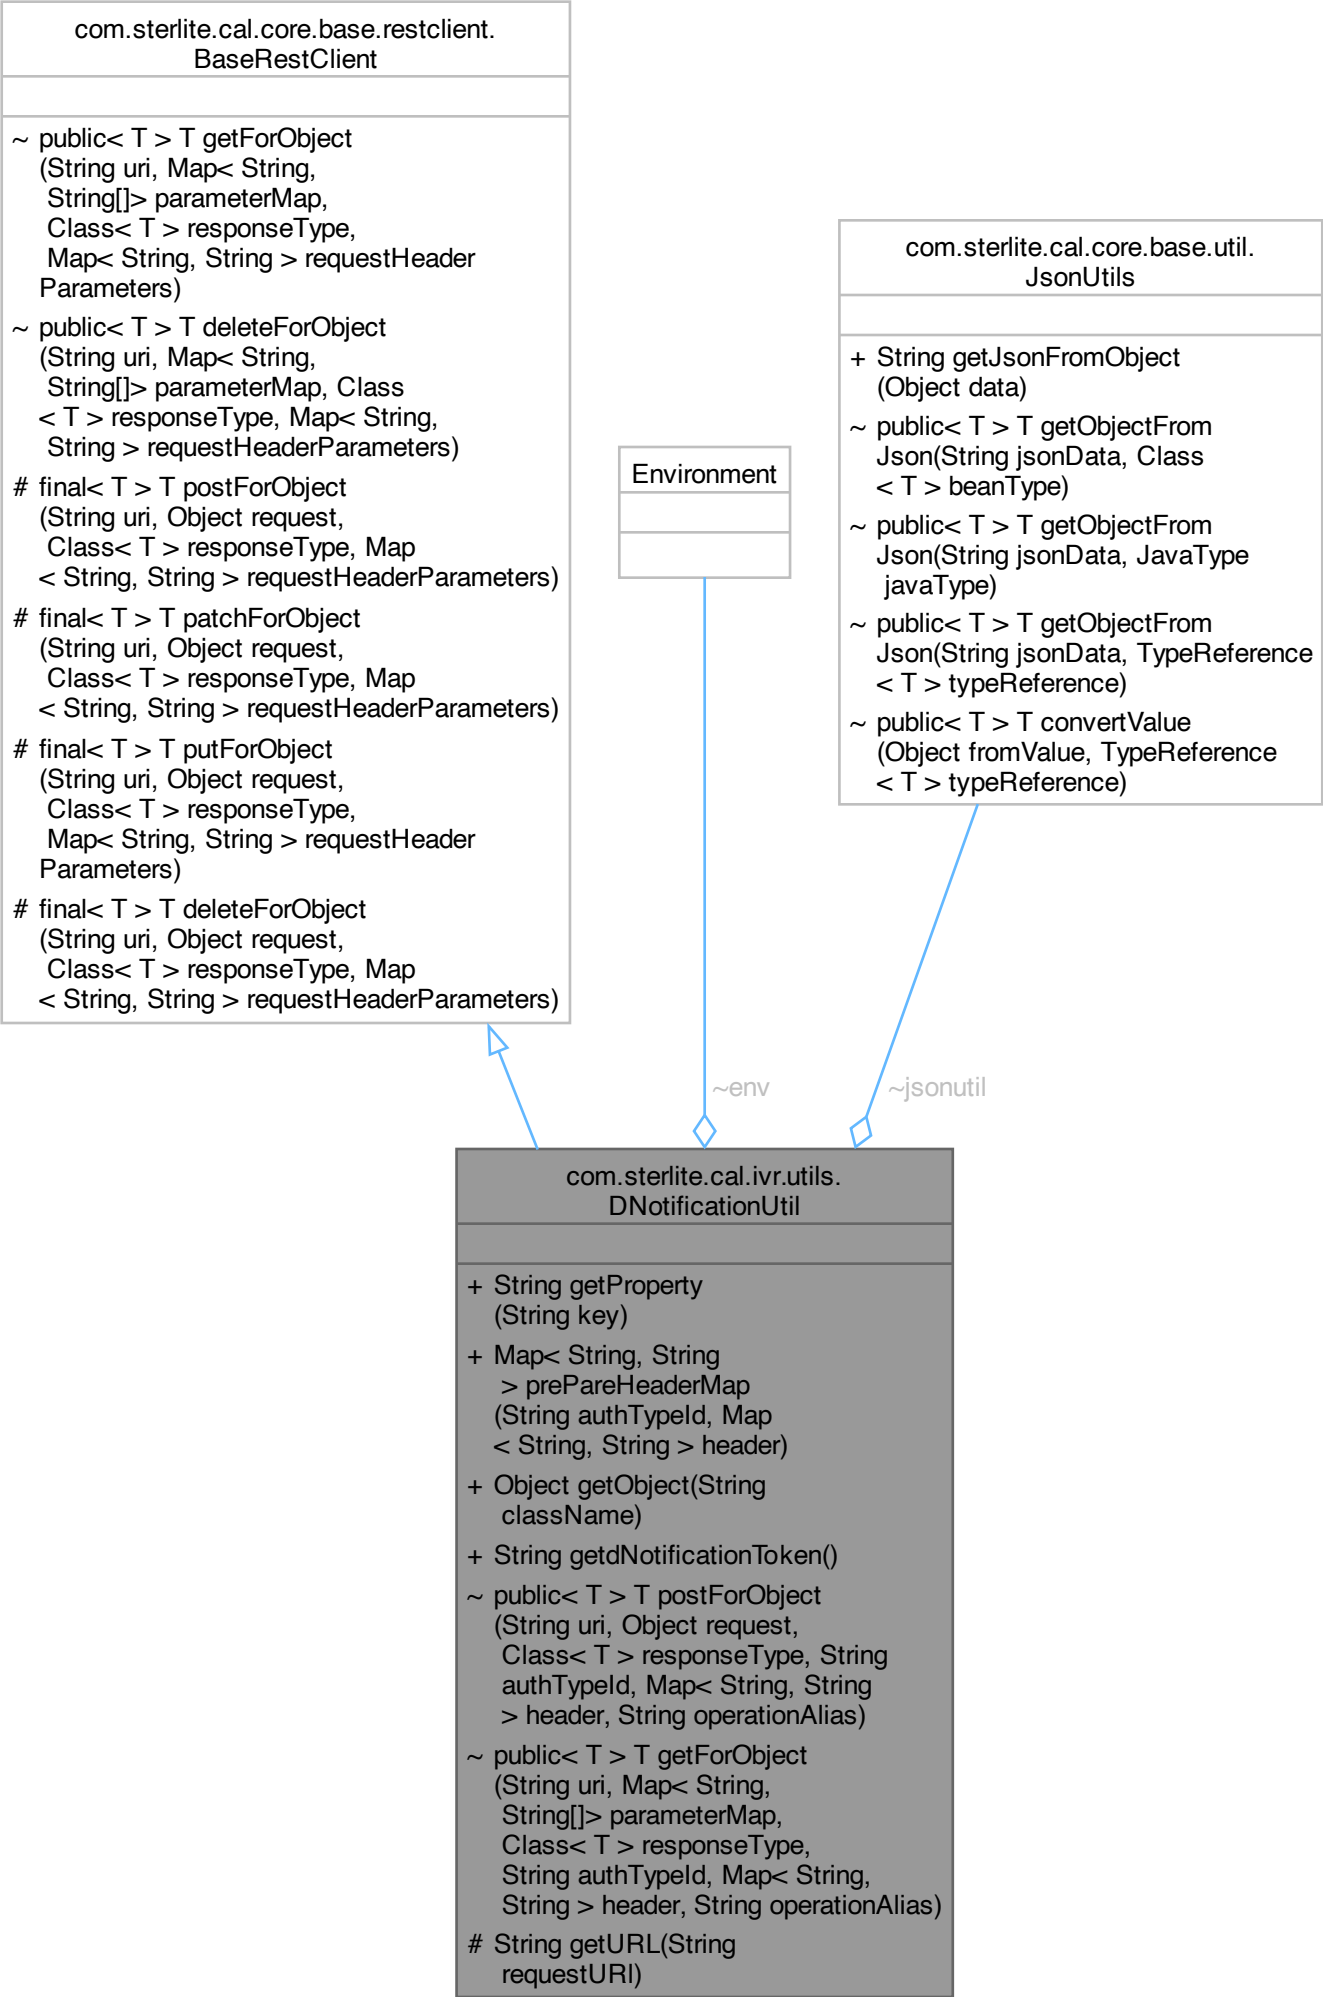 com.sterlite.cal.core.base.restclient.
BaseRestClient
~ public< T > T getForObject
(String uri, Map< String,
String[]> parameterMap,
Class< T > responseType,
Map< String, String > requestHeader
Parameters)
~ public< T > T deleteForObject
(String uri, Map< String,
String[]> parameterMap, Class
< T > responseType, Map< String,
String > requestHeaderParameters)
# final< T > T postForObject
(String uri, Object request,
Class< T > responseType, Map
< String, String > requestHeaderParameters)
# final< T > T patchForObject
(String uri, Object request,
Class< T > responseType, Map
< String, String > requestHeaderParameters)
# final< T > T putForObject
(String uri, Object request,
Class< T > responseType,
Map< String, String > requestHeader
Parameters)
# final< T > T deleteForObject
(String uri, Object request,
Class< T > responseType, Map
< String, String > requestHeaderParameters)
Environment
com.sterlite.cal.core.base.util.
JsonUtils
+ String getJsonFromObject
(Object data)
~ public< T > T getObjectFrom
Json(String jsonData, Class
< T > beanType)
~ public< T > T getObjectFrom
Json(String jsonData, JavaType
javaType)
~ public< T > T getObjectFrom
Json(String jsonData, TypeReference
< T > typeReference)
~ public< T > T convertValue
(Object fromValue, TypeReference
< T > typeReference)
~env
~jsonutil
com.sterlite.cal.ivr.utils.
DNotificationUtil
+ String getProperty
(String key)
+ Map< String, String
> prePareHeaderMap
(String authTypeId, Map
< String, String > header)
+ Object getObject(String
className)
+ String getdNotificationToken()
~ public< T > T postForObject
(String uri, Object request,
Class< T > responseType, String
authTypeId, Map< String, String
> header, String operationAlias)
~ public< T > T getForObject
(String uri, Map< String,
String[]> parameterMap,
Class< T > responseType,
String authTypeId, Map< String,
String > header, String operationAlias)
# String getURL(String
requestURI)